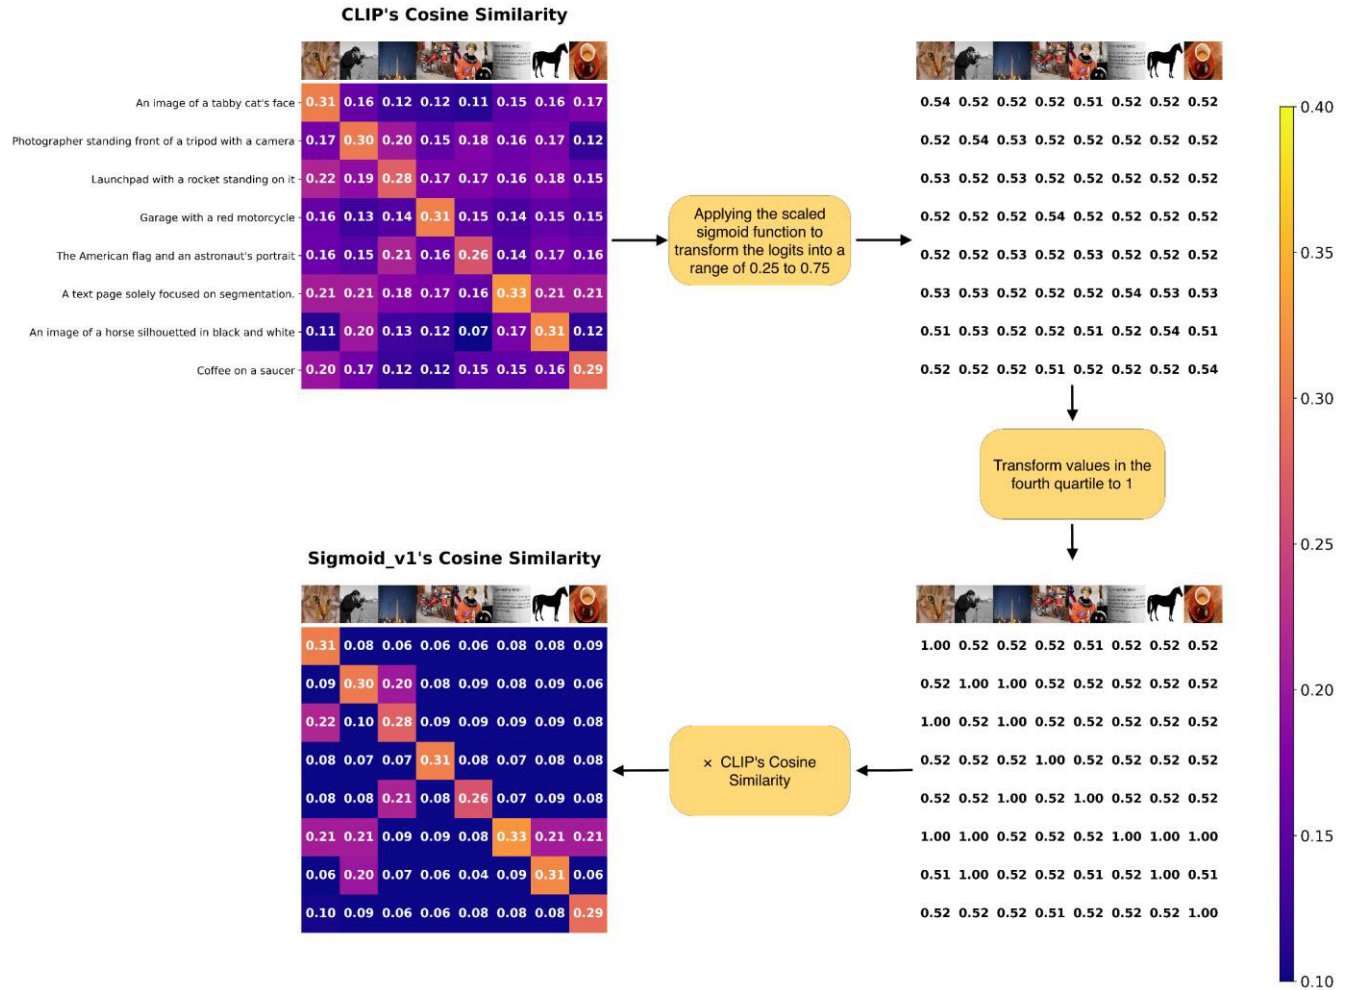 CLIP's Cosine Similarity
An image of a tabby cat's face
0.31 0.16 0.12 0.12 0.11 0.15 0.16 0.17
Photographer standing front of a tripod with a camera
0.17 0.30 0.20 0.15 0.18 0.16 0.17 0.12
Launchpad with a rocket standing on it
0.22 0.19 0.28 0.17 0.17 0.16 0.18 0.15
Garage with a red motorcycle
0.16 0.13 0.14 0.31 0.15 0.14 0.15 0.15
The American flag and an astronaut's portrait
0.16 0.15 0.21 0.16 0.26 0.14 0.17 0.16
A text page solely focused on segmentation.
0.21 0.21 0.18 0.17 0.16 0.33 0.21 0.21
An image of a horse silhouetted in black and white
0.11 0.20 0.13 0.12 0.07 0.17 0.31 0.12
Coffee on a saucer
0.20 0.17 0.12 0.12 0.15 0.15 0.16 0.29
Applying the scaled
sigmoid function to
transform the logits into a
range of 0.25 to 0.75
0.54 0.52 0.52 0.52 0.51 0.52 0.52 0.52
0.52 0.54 0.53 0.52 0.52 0.52 0.52 0.52
0.53 0.52 0.53 0.52 0.52 0.52 0.52 0.52
0.52 0.52 0.52 0.54 0.52 0.52 0.52 0.52
0.52 0.52 0.53 0.52 0.53 0.52 0.52 0.52
0.53 0.53 0.52 0.52 0.52 0.54 0.53 0.53
0.51 0.53 0.52 0.52 0.51 0.52 0.54 0.51
0.52 0.52 0.52 0.51 0.52 0.52 0.52 0.54
Transform values in the
fourth quartile to 1
1.00 0.52 0.52 0.52 0.51 0.52 0.52 0.52
0.52 1.00 1.00 0.52 0.52 0.52 0.52 0.52
1.00 0.52 1.00 0.52 0.52 0.52 0.52 0.52
0.52 0.52 0.52 1.00 0.52 0.52 0.52 0.52
0.52 0.52 1.00 0.52 1.00 0.52 0.52 0.52
1.00 1.00 0.52 0.52 0.52 1.00 1.00 1.00
0.51 1.00 0.52 0.52 0.51 0.52 1.00 0.51
0.52 0.52 0.52 0.51 0.52 0.52 0.52 1.00
× CLIP's Cosine
Similarity
Sigmoid_v1's Cosine Similarity
0.31 0.08 0.06 0.06 0.06 0.08 0.08 0.09
0.09 0.30 0.20 0.08 0.09 0.08 0.09 0.06
0.22 0.10 0.28 0.09 0.09 0.09 0.09 0.08
0.08 0.07 0.07 0.31 0.08 0.07 0.08 0.08
0.08 0.08 0.21 0.08 0.26 0.07 0.09 0.08
0.21 0.21 0.09 0.09 0.08 0.33 0.21 0.21
0.06 0.20 0.07 0.06 0.04 0.09 0.31 0.06
0.10 0.09 0.06 0.06 0.08 0.08 0.08 0.29
0.40
0.35
0.30
0.25
0.20
0.15
0.10